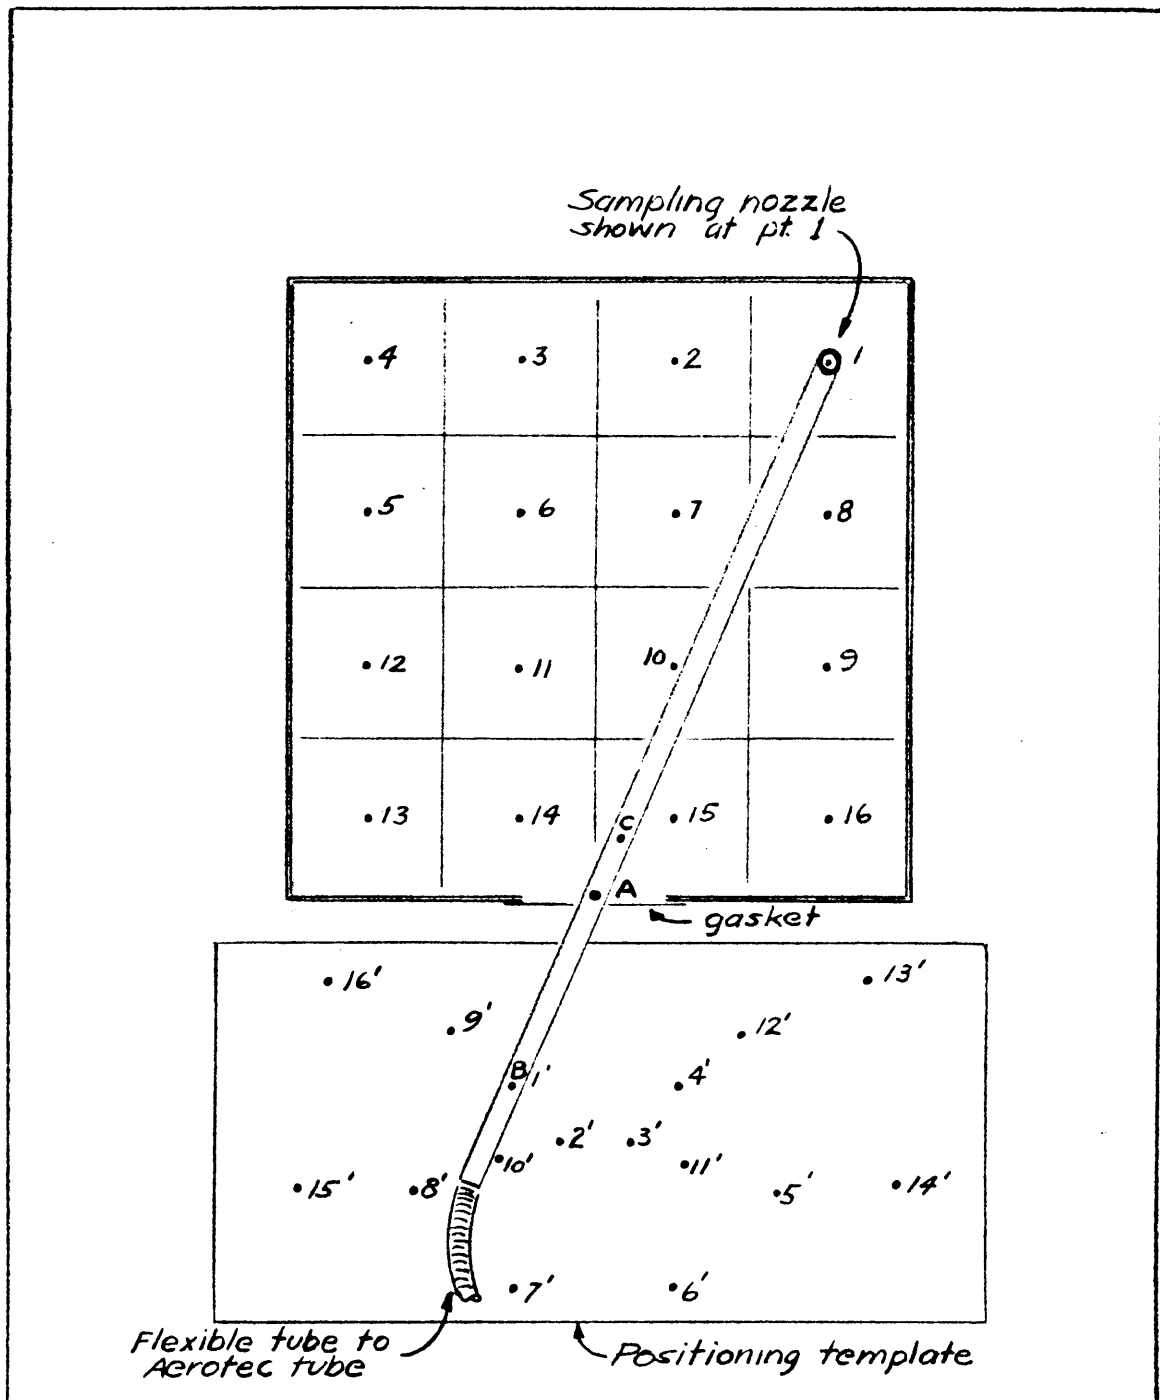 Sampling nozzle
shown at pt. 1
4 3 2 1
5 6 7 8
12 11 10 9
13 14 C 15 16
A
gasket
16' 13'
9' 12'
B 1' 4'
2' 3'
10' 11'
15' 8' 5' 14'
7' 6'
Flexible tube to
Aerotec tube
Positioning template